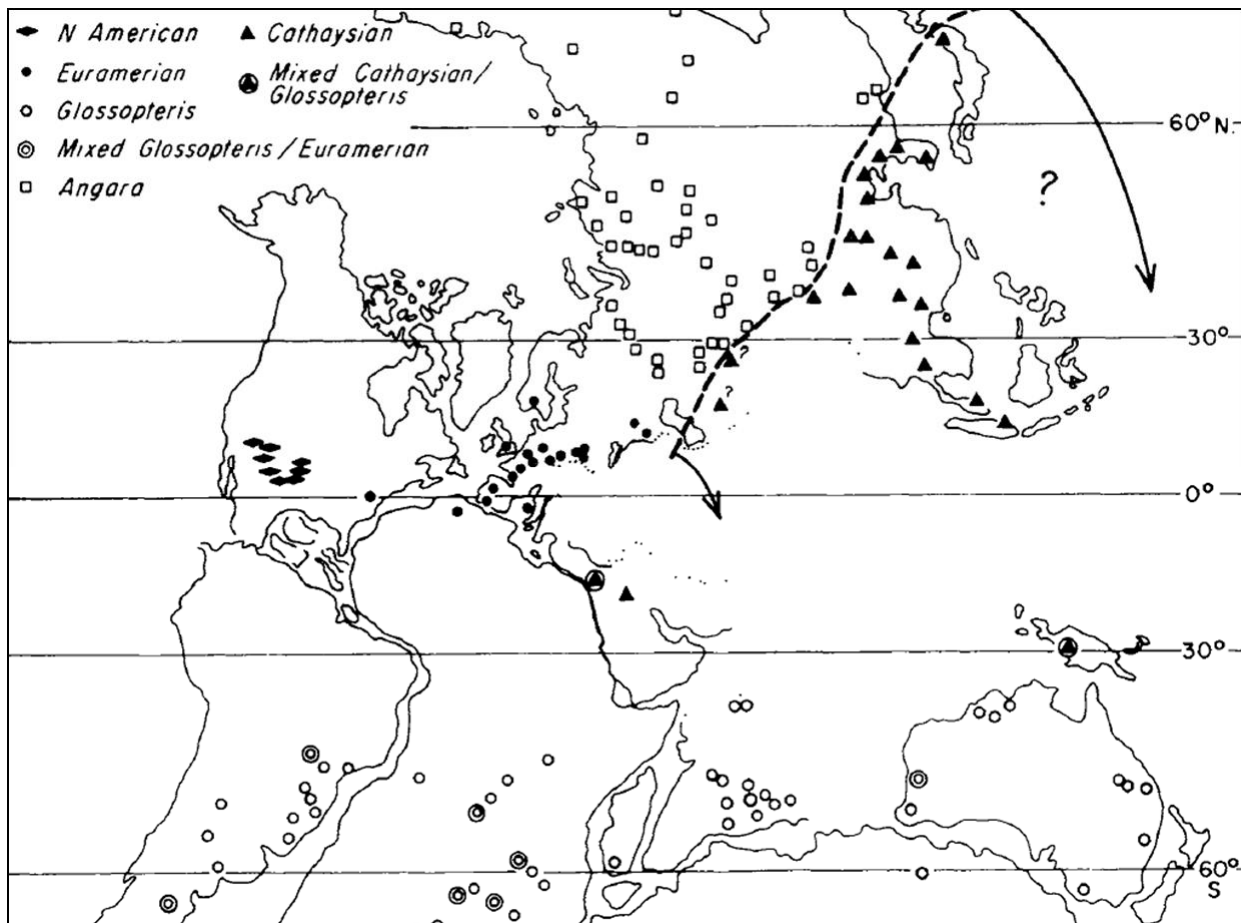 N American
Euramerian
Glossopteris
Mixed Glossopteris/Euramerian
Angara
Cathaysian
Mixed Cathaysian/
Glossopteris
60°N.
?
30°
?
?
0°
30°
60°
S